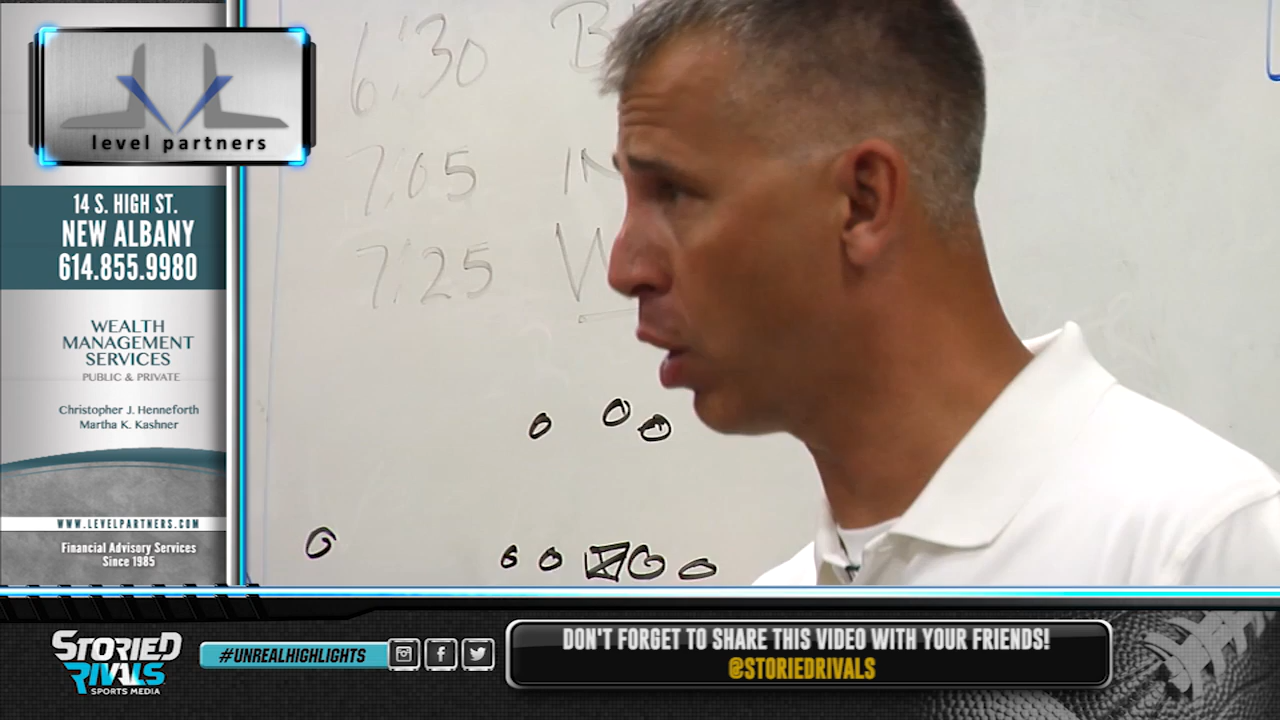 level partners
14 S. HIGH ST.
NEW ALBANY
614.855.9980
WEALTH
MANAGEMENT
SERVICES
PUBLIC & PRIVATE
Christopher J. Henneforth
Martha K. Kashner
WWW.LEVELPARTNERS.COM
Financial Advisory Services
Since 1985
6:30
7:05 IN
7:25 W
STORIED
RIVALS
SPORTS MEDIA
#UNREALHIGHLIGHTS
DON'T FORGET TO SHARE THIS VIDEO WITH YOUR FRIENDS!
@STORIEDRIVALS